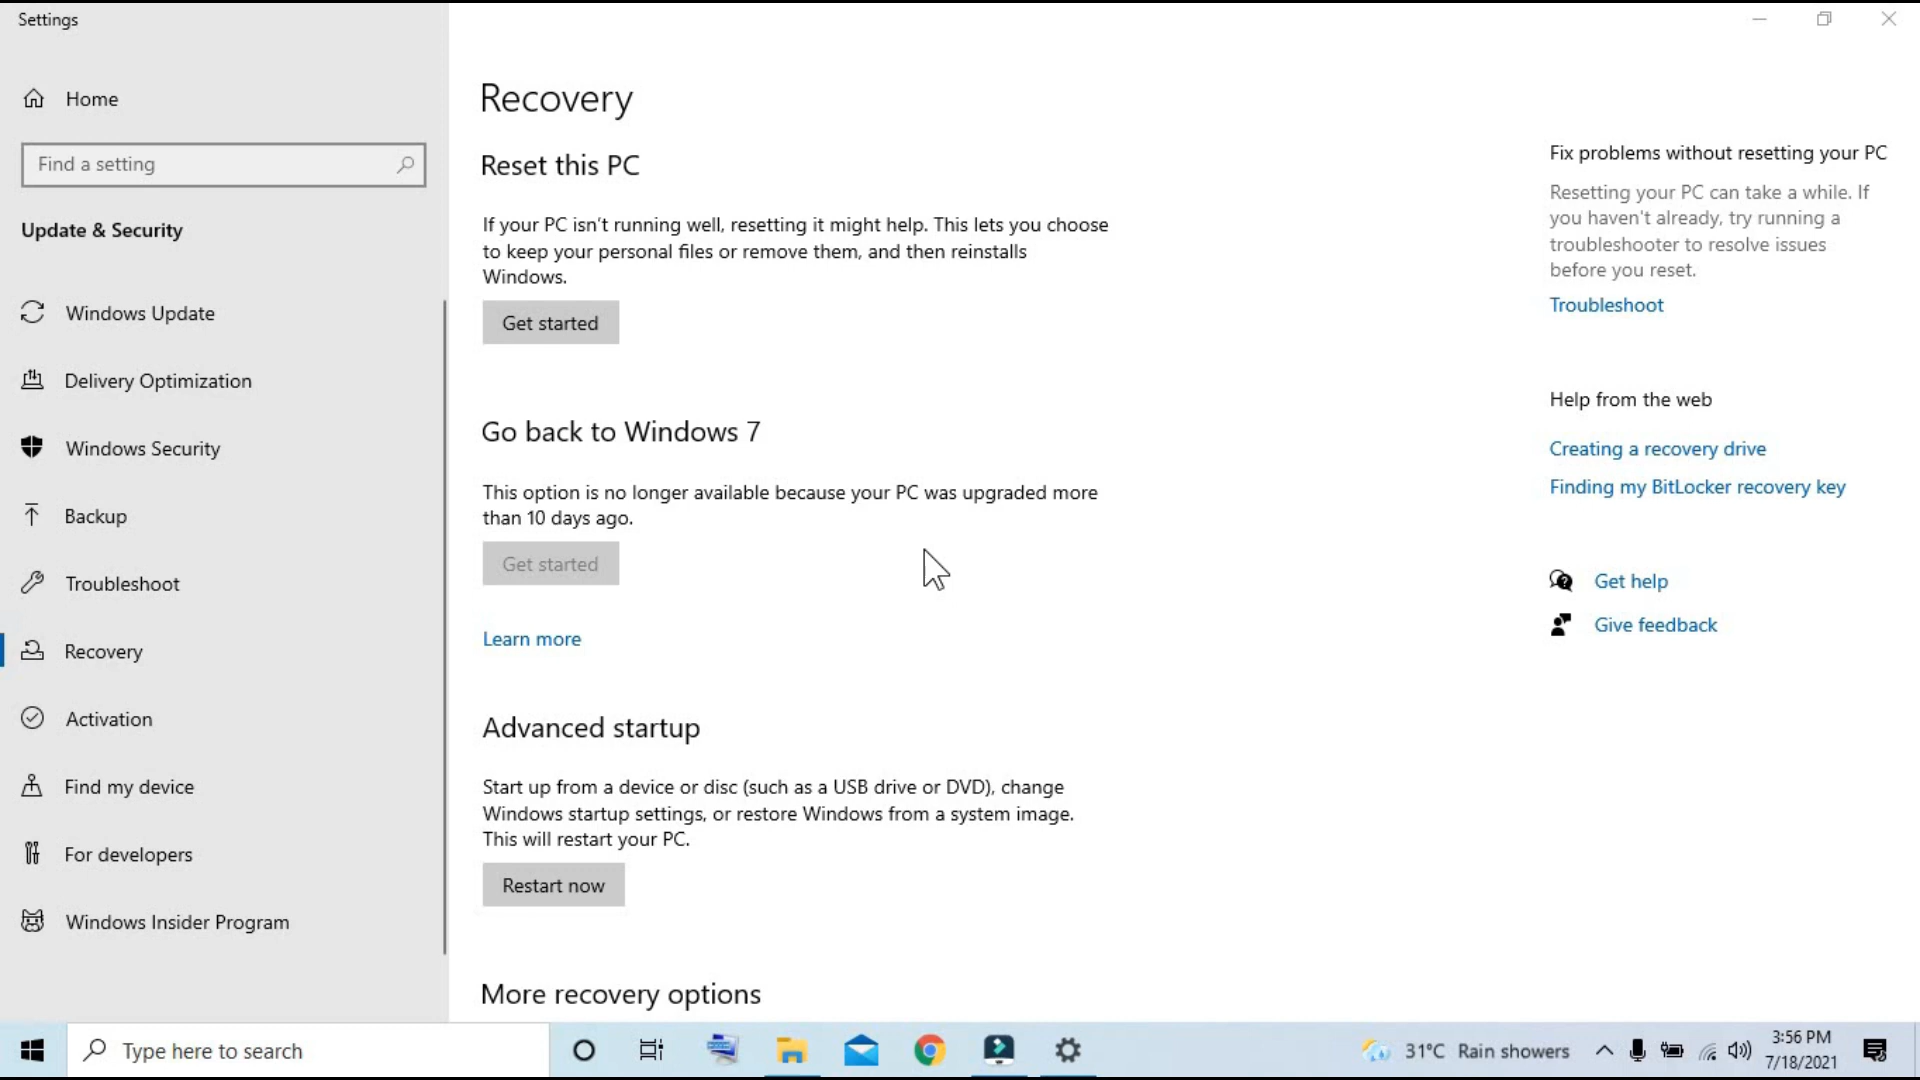 Settings
Home
Find a setting
Update & Security
Windows Update
Delivery Optimization
Windows Security
Backup
Troubleshoot
Recovery
Activation
Find my device
For developers
Windows Insider Program
Recovery
Reset this PC
If your PC isn't running well, resetting it might help. This lets you choose
to keep your personal files or remove them, and then reinstalls
Windows.
Get started
Go back to Windows 7
This option is no longer available because your PC was upgraded more
than 10 days ago.
Get started
Learn more
Advanced startup
Start up from a device or disc (such as a USB drive or DVD), change
Windows startup settings, or restore Windows from a system image.
This will restart your PC.
Restart now
More recovery options
Fix problems without resetting your PC
Resetting your PC can take a while. If
you haven't already, try running a
troubleshooter to resolve issues
before you reset.
Troubleshoot
Help from the web
Creating a recovery drive
Finding my BitLocker recovery key
Get help
Give feedback
Type here to search
31°C Rain showers
3:56 PM
7/18/2021